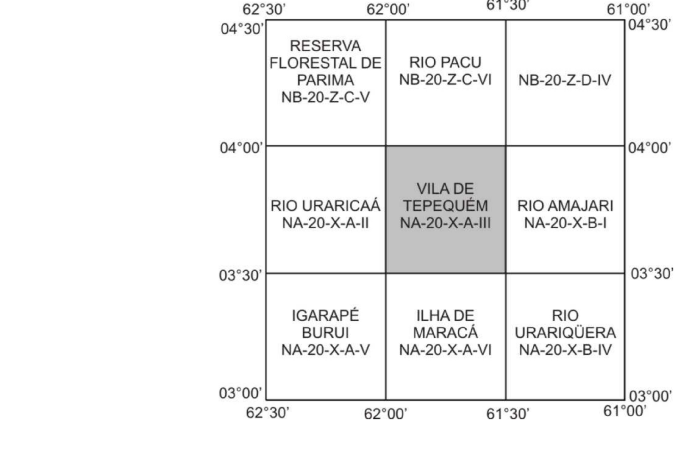 62°30' 62°00' 61°30' 61°00'
04°30' 04°30'
RESERVA
FLORESTAL DE
PARIMA
NB-20-Z-C-V
RIO PACU
NB-20-Z-C-VI
NB-20-Z-D-IV
04°00' 04°00'
RIO URARICAÁ
NA-20-X-A-II
VILA DE
TEPEQUÉM
NA-20-X-A-III
RIO AMAJARI
NA-20-X-B-I
03°30' 03°30'
IGARAPÉ
BURUI
NA-20-X-A-V
ILHA DE
MARACÁ
NA-20-X-A-VI
RIO
URARIQÜERA
NA-20-X-B-IV
03°00' 03°00'
62°30' 62°00' 61°30' 61°00'